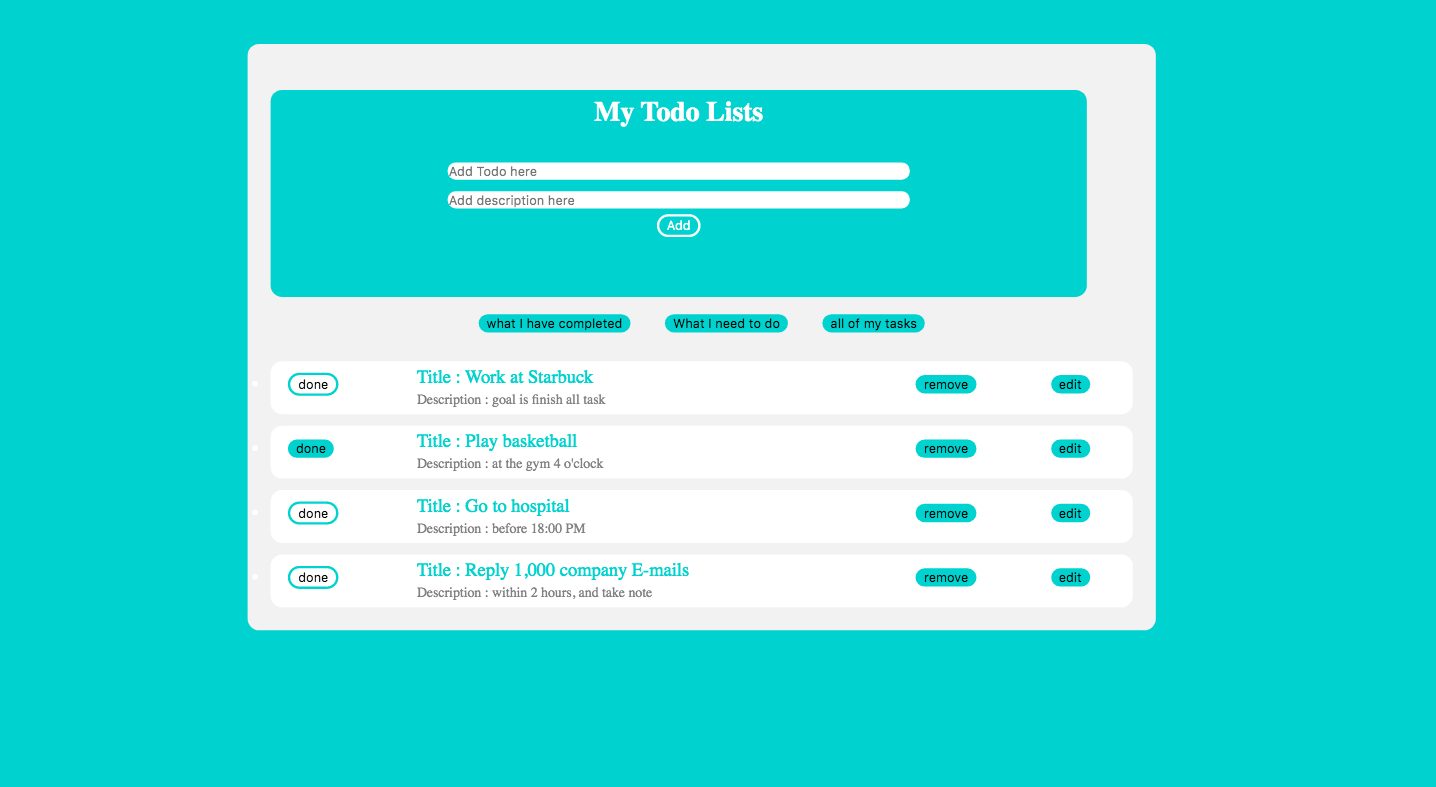 My Todo Lists
Add Todo here
Add description here
Add
what I have completed What I need to do all of my tasks
done Title : Work at Starbuck remove edit
Description : goal is finish all task
done Title : Play basketball remove edit
Description : at the gym 4 o'clock
done Title : Go to hospital remove edit
Description : before 18:00 PM
done Title : Reply 1,000 company E-mails remove edit
Description : within 2 hours, and take note